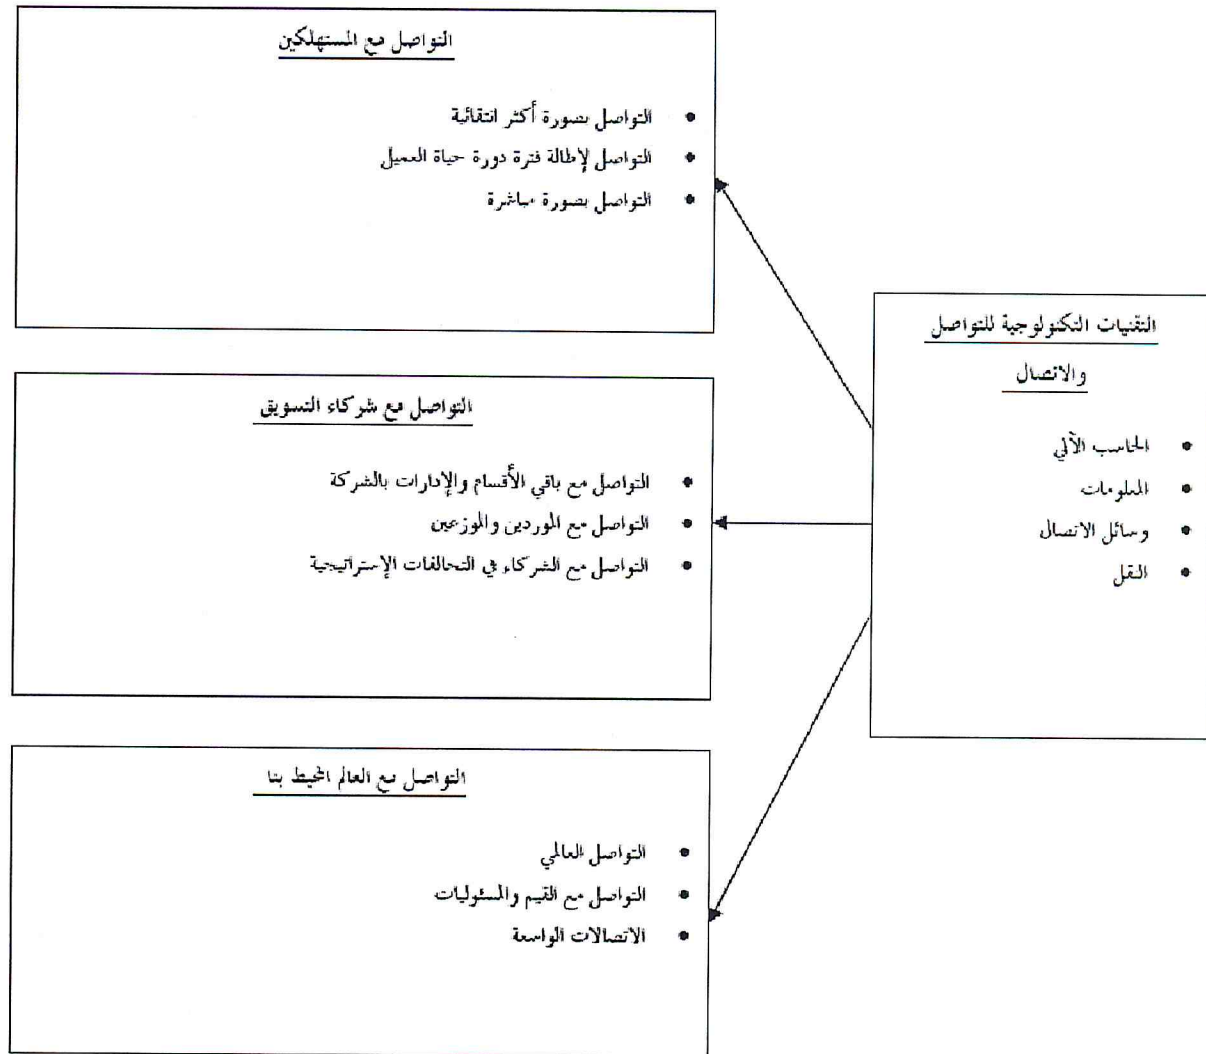 التقنيات التكنولوجية للتواصل
والاتصال
• الحاسب الآلي
• المعلومات
• وسائل الاتصال
• النقل
التواصل مع المستهلكين
• التواصل بصورة أكثر انتقائية
• التواصل لإطالة فترة دورة حياة العميل
• التواصل بصورة مباشرة
التواصل مع شركاء التسويق
• التواصل مع باقي الأقسام والإدارات بالشركة
• التواصل مع الموردين والموزعين
• التواصل مع الشركاء في التحالفات الإستراتيجية
التواصل مع العالم المحيط بنا
• التواصل العالمي
• التواصل مع القيم والمسئوليات
• الاتصالات الواسعة